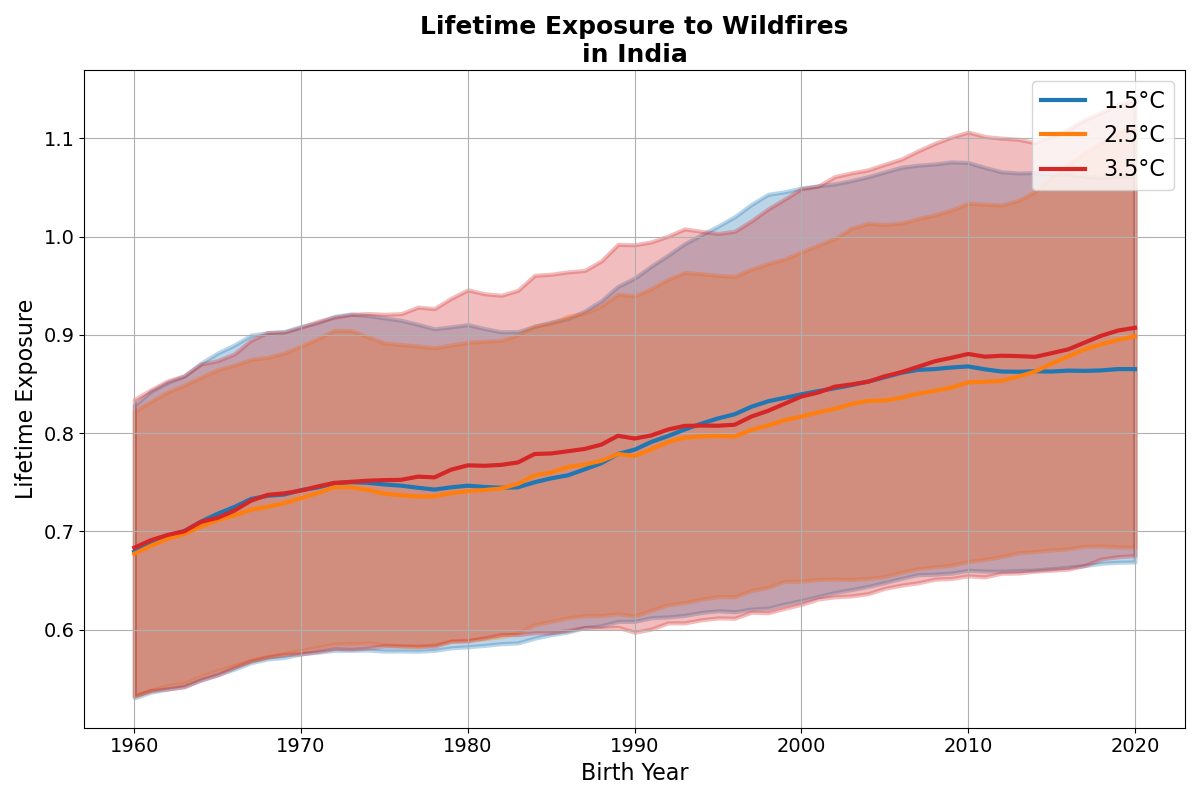 Lifetime Exposure to Wildfires
in India
1.5°C
2.5°C
3.5°C
Lifetime Exposure
1.1
1.0
0.9
0.8
0.7
0.6
1960 1970 1980 1990 2000 2010 2020
Birth Year